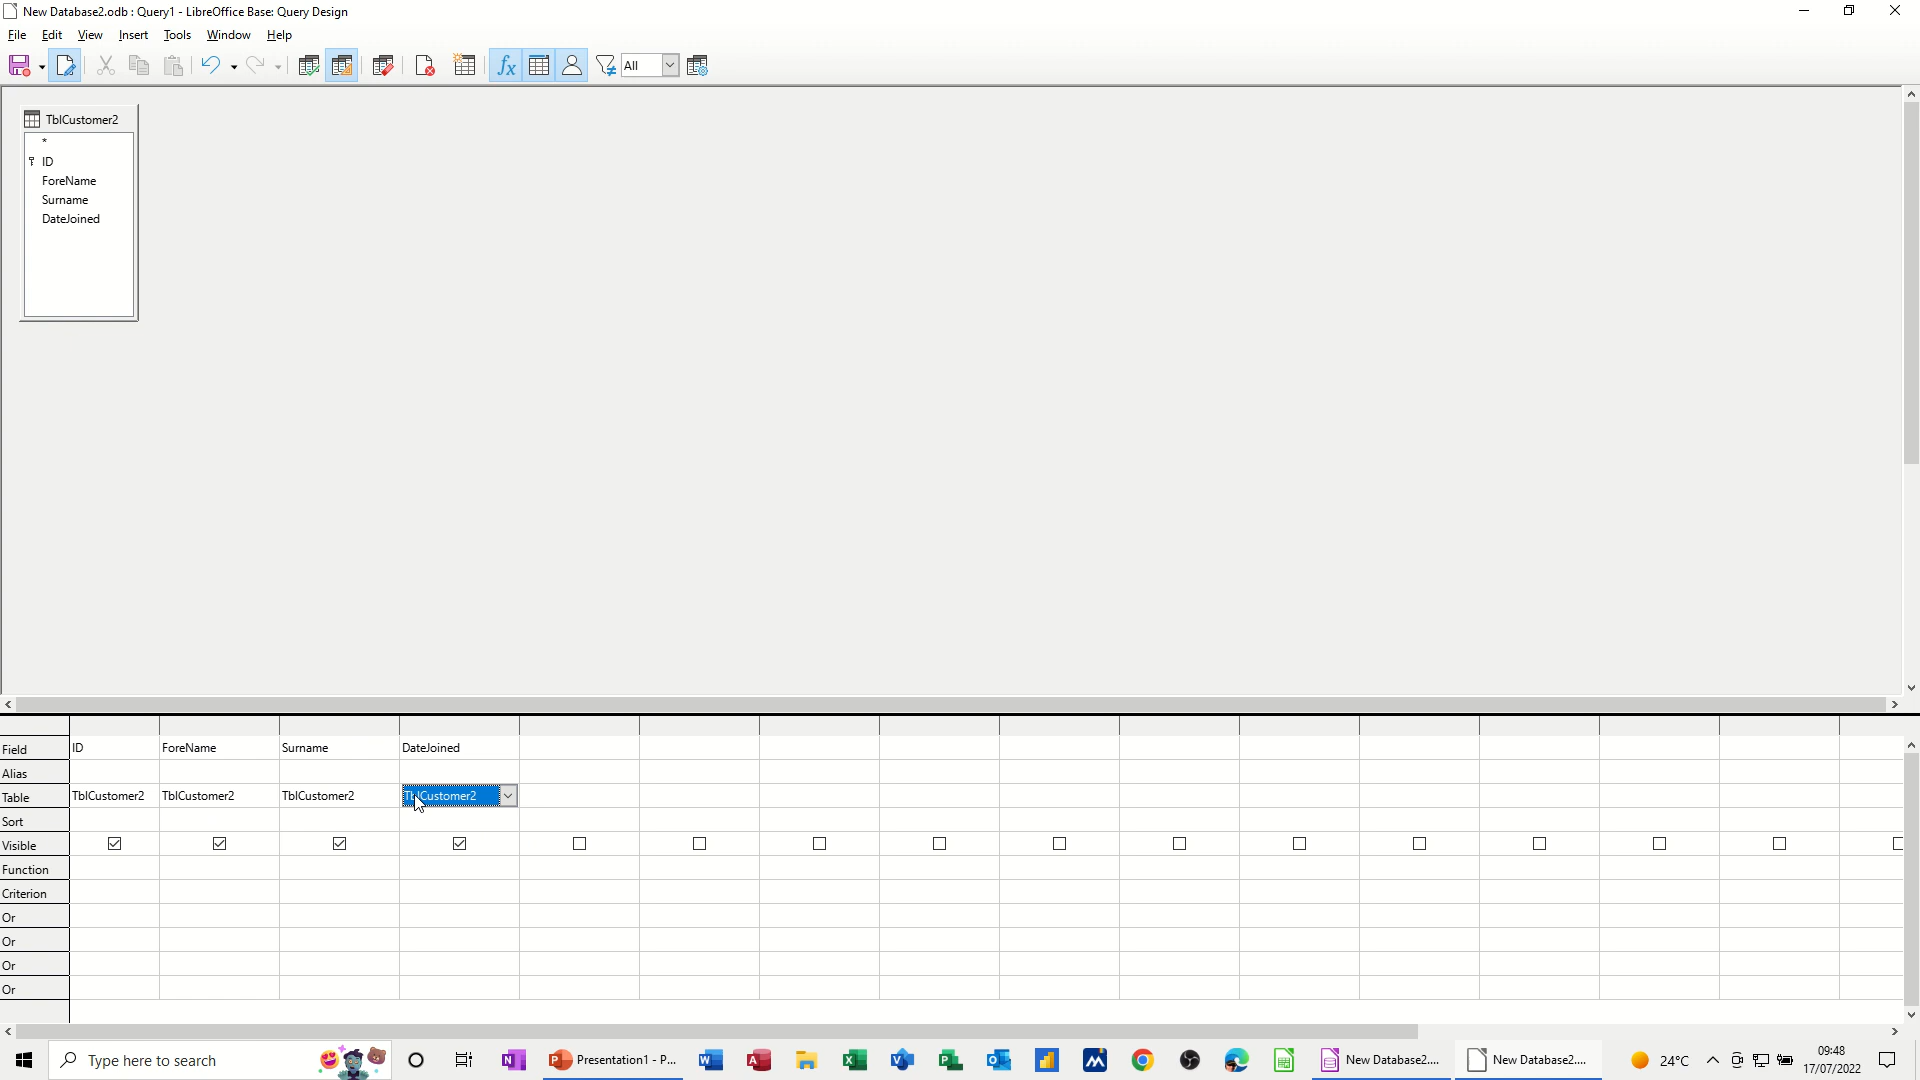 New Database2.odb : Query1 - LibreOffice Base: Query Design
File Edit View Insert Tools Window Help
All
TblCustomer2
*
ID
ForeName
Surname
DateJoined
Field ID ForeName Surname DateJoined
Alias
Table TblCustomer2 TblCustomer2 TblCustomer2 TblCustomer2
Sort
Visible
Function
Criterion
Or
Or
Or
Or
Type here to search Presentation1 - P... New Database2.... New Database2.... 24°C 09:48
17/07/2022